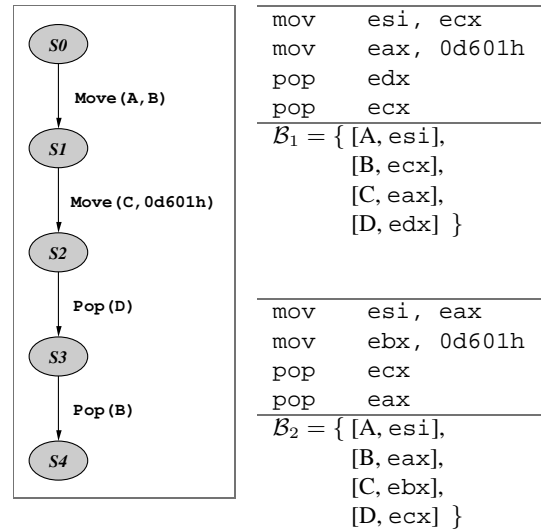 S0
Move(A,B)
S1
Move(C,0d601h)
S2
Pop(D)
S3
Pop(B)
S4
mov esi, ecx
mov eax, 0d601h
pop edx
pop ecx
ℬ₁ = { [A, esi],
[B, ecx],
[C, eax],
[D, edx] }
mov esi, eax
mov ebx, 0d601h
pop ecx
pop eax
ℬ₂ = { [A, esi],
[B, eax],
[C, ebx],
[D, ecx] }